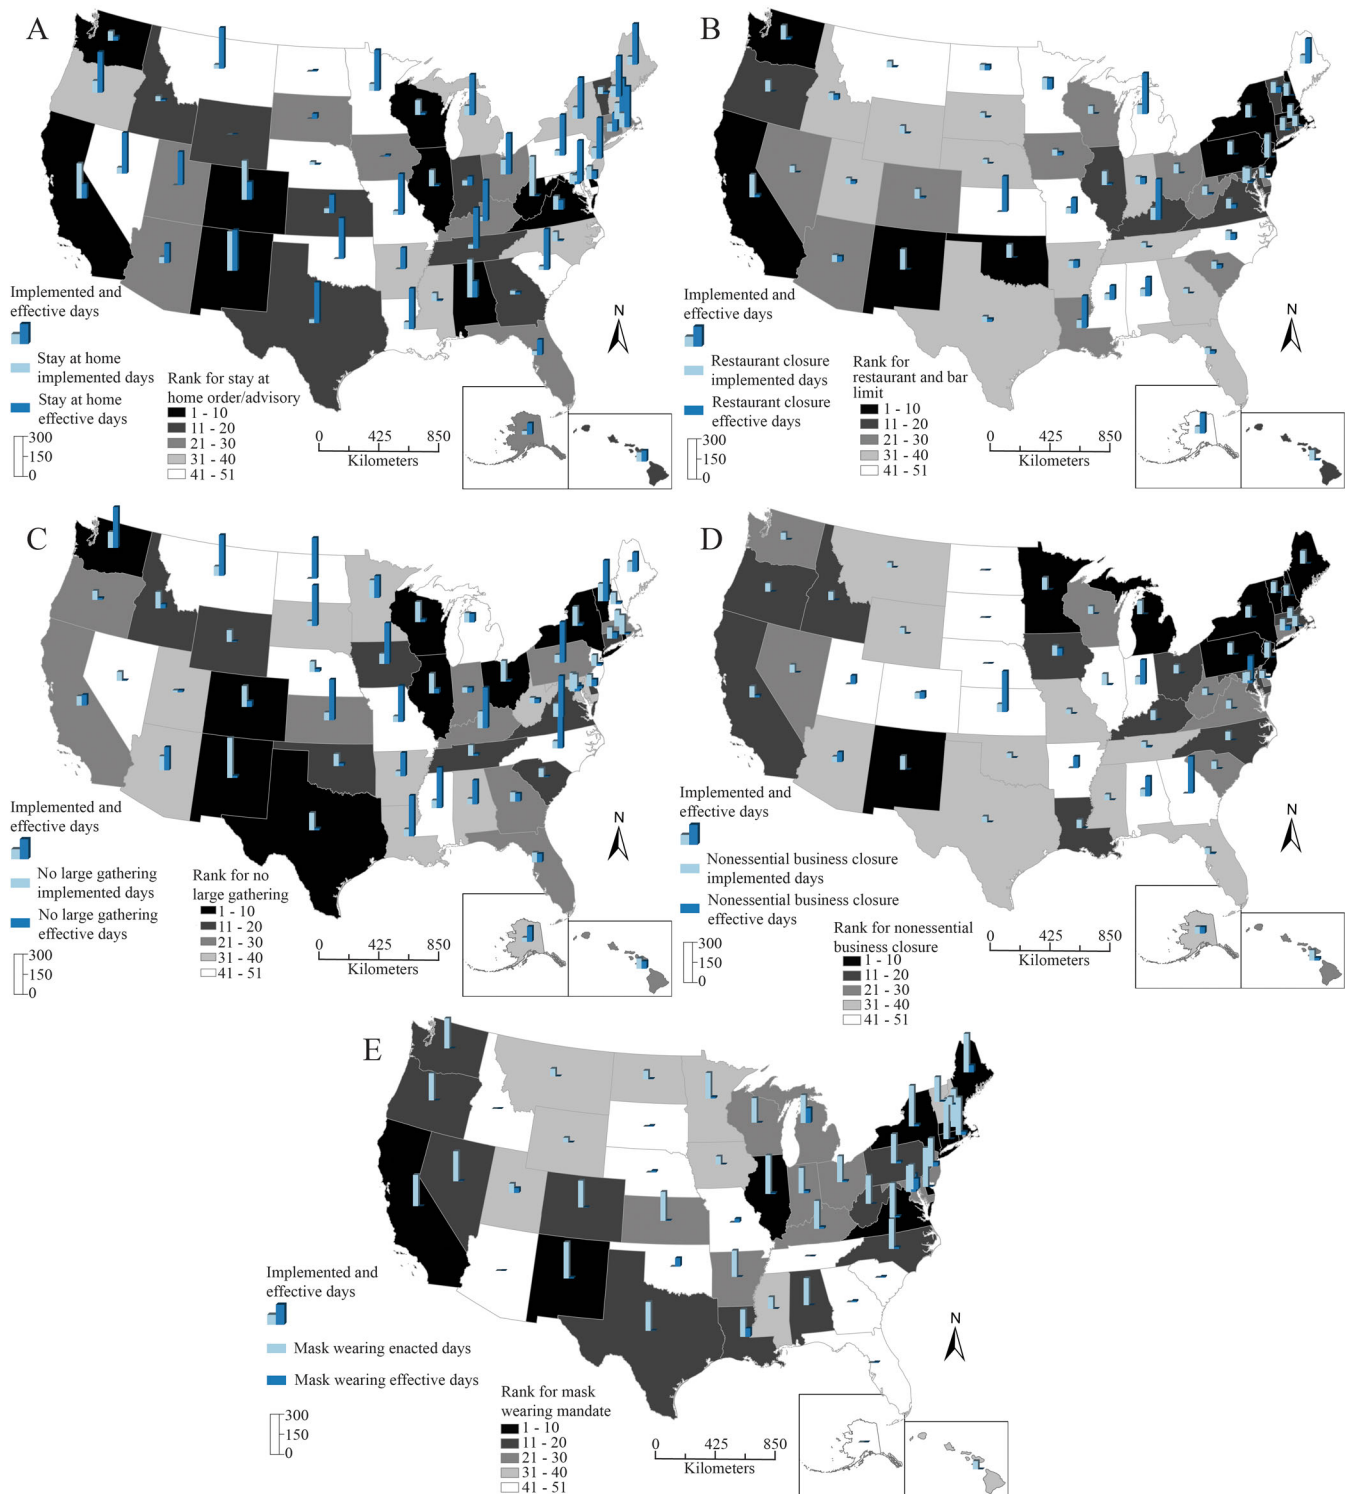 A
Implemented and
effective days
Stay at home
implemented days
Stay at home
effective days
300
150
0
Rank for stay at
home order/advisory
1 - 10
11 - 20
21 - 30
31 - 40
41 - 51
0 425 850
Kilometers
N
B
Implemented and
effective days
Restaurant closure
implemented days
Restaurant closure
effective days
300
150
0
Rank for
restaurant and bar
limit
1 - 10
11 - 20
21 - 30
31 - 40
41 - 51
0 425 850
Kilometers
N
C
Implemented and
effective days
No large gathering
implemented days
No large gathering
effective days
300
150
0
Rank for no
large gathering
1 - 10
11 - 20
21 - 30
31 - 40
41 - 51
0 425 850
Kilometers
N
D
Implemented and
effective days
Nonessential business closure
implemented days
Nonessential business closure
effective days
300
150
0
Rank for nonessential
business closure
1 - 10
11 - 20
21 - 30
31 - 40
41 - 51
0 425 850
Kilometers
N
E
Implemented and
effective days
Mask wearing enacted days
Mask wearing effective days
300
150
0
Rank for mask
wearing mandate
1 - 10
11 - 20
21 - 30
31 - 40
41 - 51
0 425 850
Kilometers
N